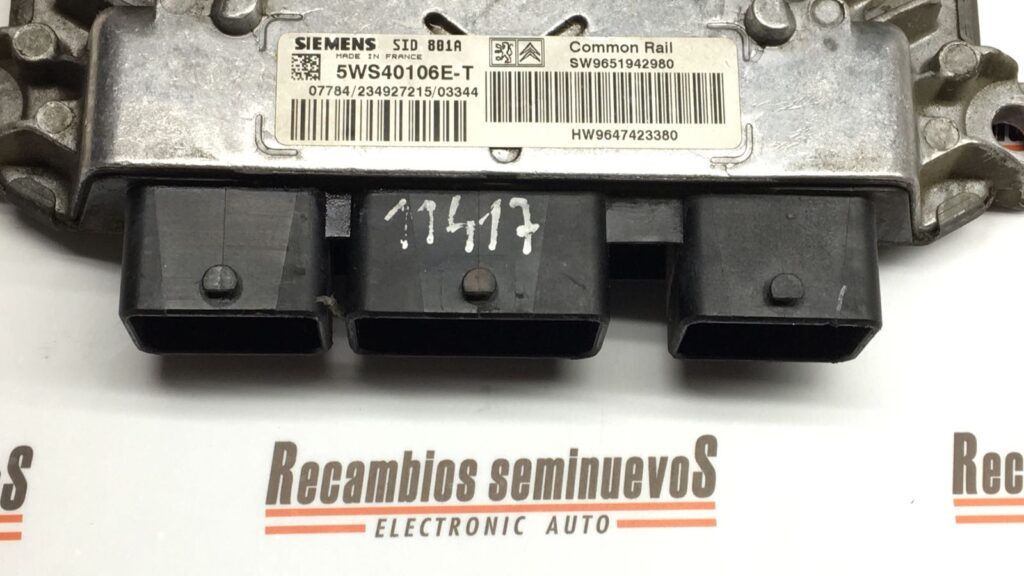 SIEMENS SID 801A
MADE IN FRANCE
5WS40106E-T
07784/234927215/03344
Common Rail
SW9651942980
HW9647423380
11417
Recambios seminuevoS
ELECTRONIC AUTO
S
R